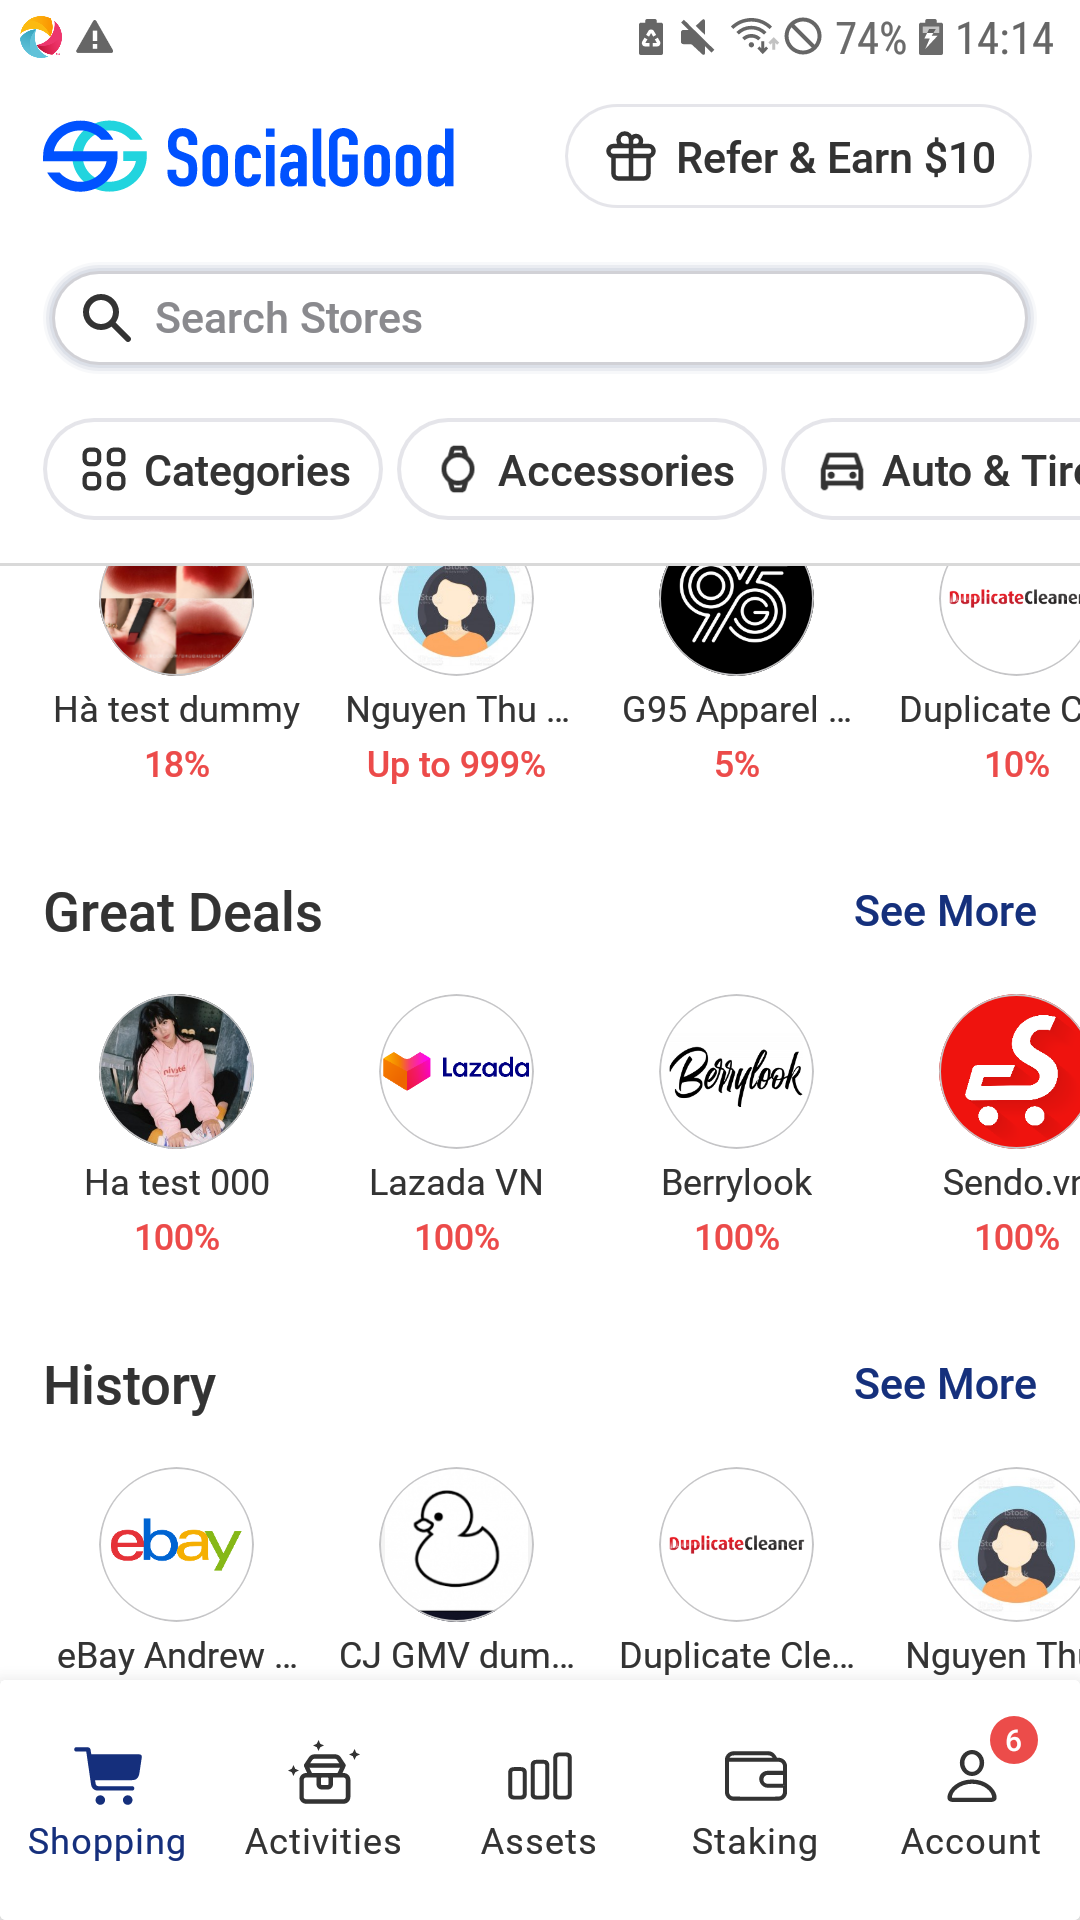 74% 14:14
SocialGood
Refer & Earn $10
Search Stores
Categories
Accessories
Auto & Tir
G95
DuplicateCleaner
Hà test dummy
Nguyen Thu ...
G95 Apparel ...
Duplicate C
18%
Up to 999%
5%
10%
Great Deals
See More
Lazada
Berrylook
Ha test 000
Lazada VN
Berrylook
Sendo.vn
100%
100%
100%
100%
History
See More
ebay
DuplicateCleaner
eBay Andrew ...
CJ GMV dum...
Duplicate Cle...
Nguyen Thu
6
Shopping
Activities
Assets
Staking
Account